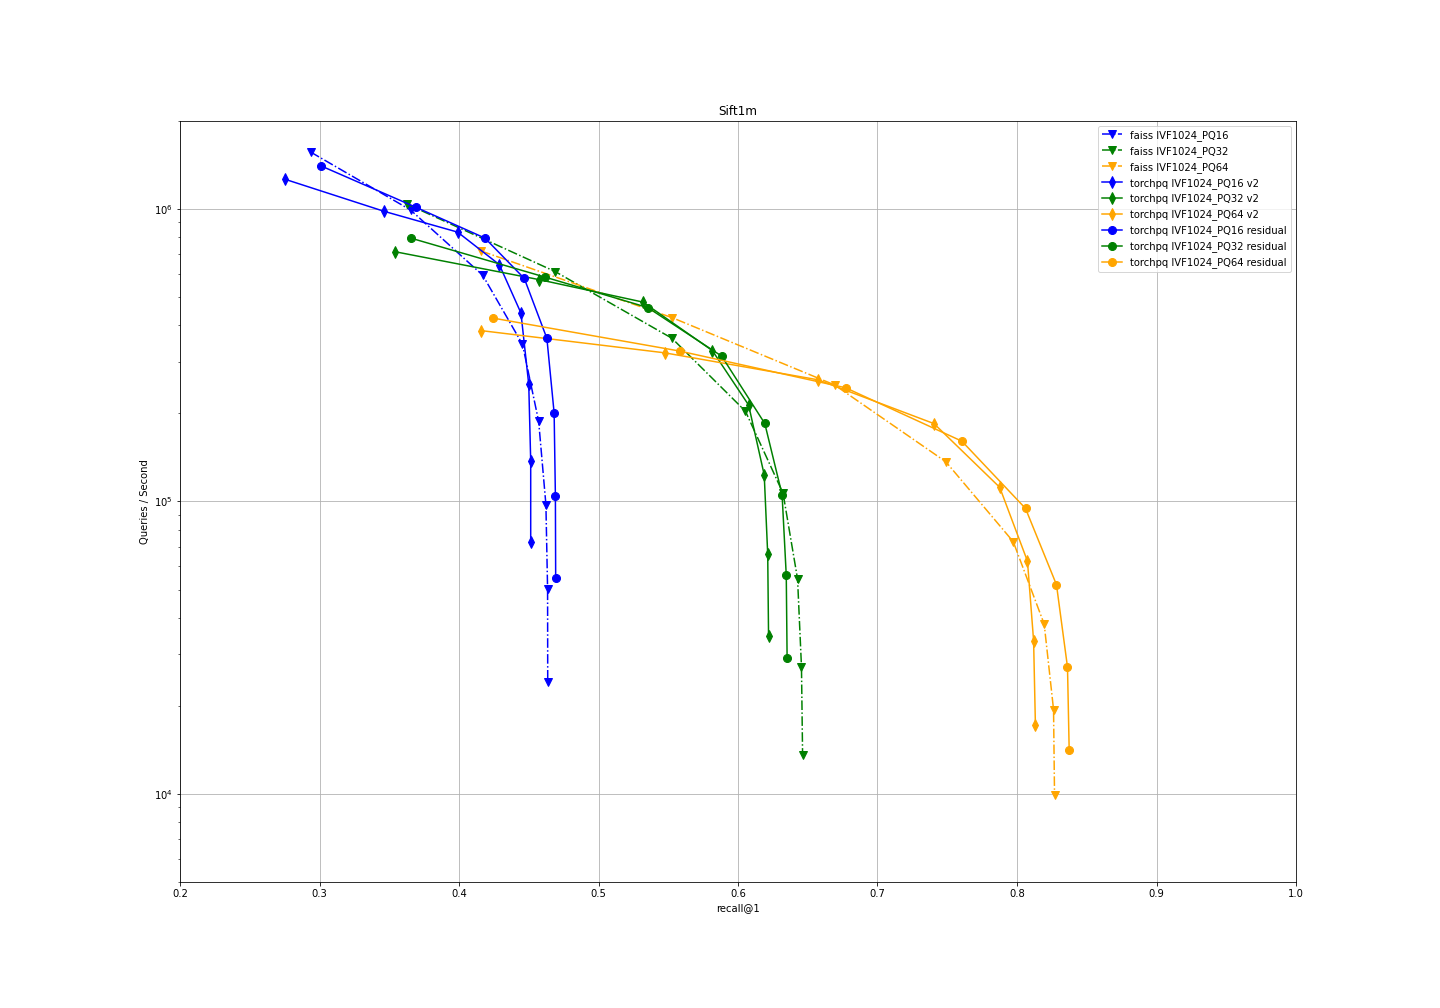 Sift1m
faiss IVF1024_PQ16
faiss IVF1024_PQ32
faiss IVF1024_PQ64
torchpq IVF1024_PQ16 v2
torchpq IVF1024_PQ32 v2
torchpq IVF1024_PQ64 v2
torchpq IVF1024_PQ16 residual
torchpq IVF1024_PQ32 residual
torchpq IVF1024_PQ64 residual
10⁶
10⁵
10⁴
Queries / Second
0.2 0.3 0.4 0.5 0.6 0.7 0.8 0.9 1.0
recall@1